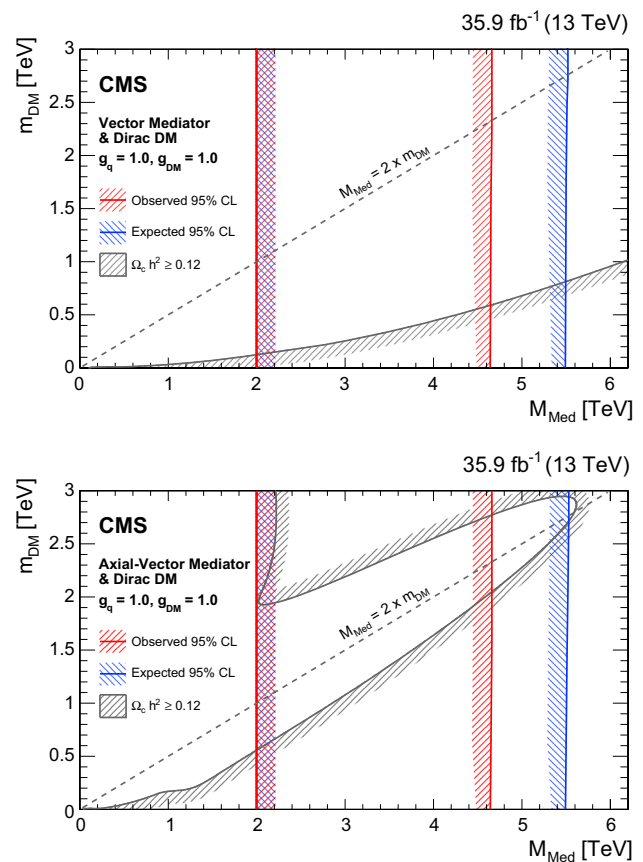 35.9 fb⁻¹ (13 TeV)
m_DM [TeV]
3
2.5
2
1.5
1
0.5
0
CMS
Vector Mediator
& Dirac DM
g_q = 1.0, g_DM = 1.0
Observed 95% CL
Expected 95% CL
Ω_c h² ≥ 0.12
M_Med = 2 x m_DM
0 1 2 3 4 5 6
M_Med [TeV]
35.9 fb⁻¹ (13 TeV)
m_DM [TeV]
3
2.5
2
1.5
1
0.5
0
CMS
Axial-Vector Mediator
& Dirac DM
g_q = 1.0, g_DM = 1.0
Observed 95% CL
Expected 95% CL
Ω_c h² ≥ 0.12
M_Med = 2 x m_DM
0 1 2 3 4 5 6
M_Med [TeV]